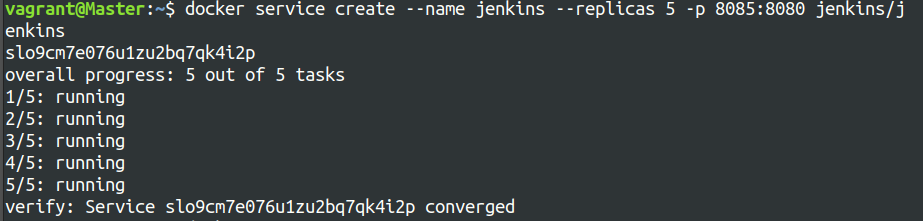 vagrant@Master:~$ docker service create --name jenkins --replicas 5 -p 8085:8080 jenkins/j
enkins
slo9cm7e076u1zu2bq7qk4i2p
overall progress: 5 out of 5 tasks
1/5: running
2/5: running
3/5: running
4/5: running
5/5: running
verify: Service slo9cm7e076u1zu2bq7qk4i2p converged